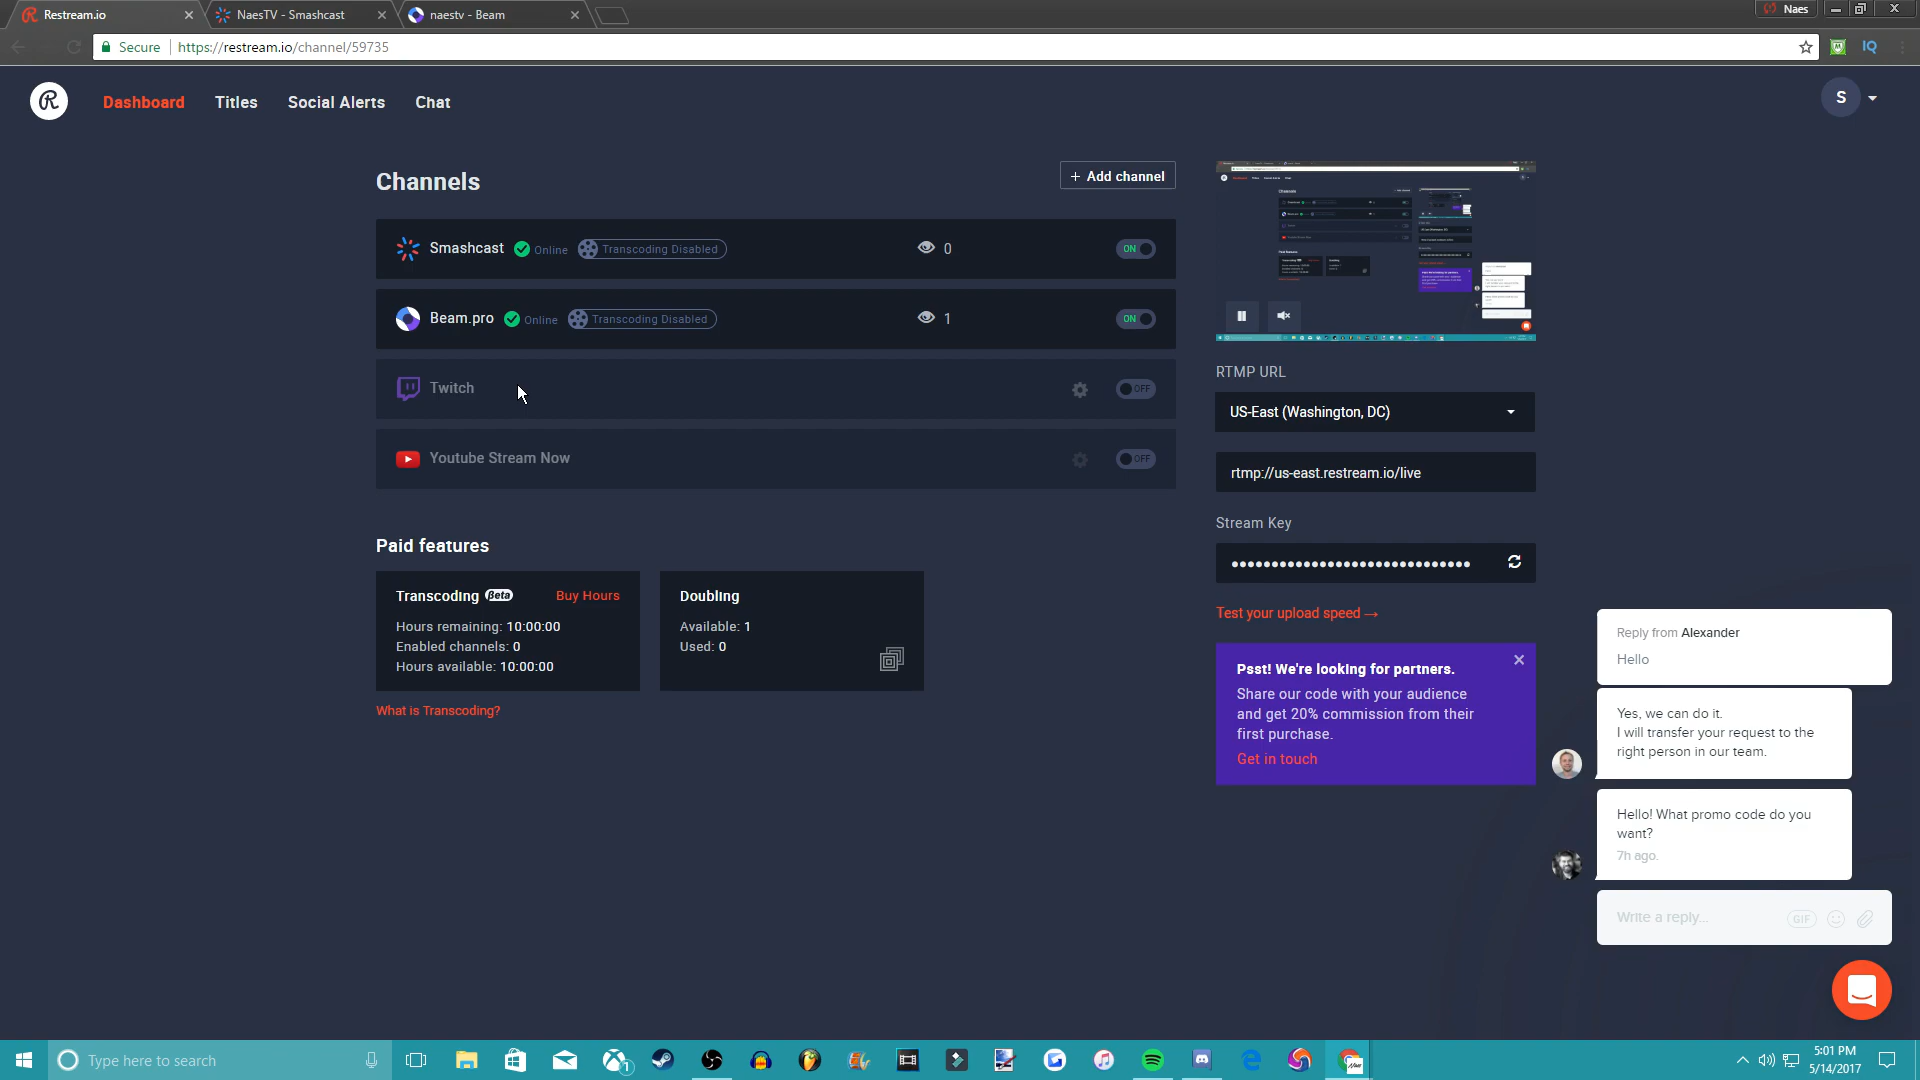 Restream.io
NaesTV - Smashcast
naestv - Beam
Naes
Secure
https://restream.io/channel/59735
IQ
Dashboard
Titles
Social Alerts
Chat
S
Channels
+ Add channel
Smashcast
Online
Transcoding Disabled
0
ON
Beam.pro
Online
Transcoding Disabled
1
ON
Twitch
OFF
Youtube Stream Now
OFF
Paid features
Transcoding Beta
Buy Hours
Hours remaining: 10:00:00
Enabled channels: 0
Hours available: 10:00:00
Doubling
Available: 1
Used: 0
What is Transcoding?
RTMP URL
US-East (Washington, DC)
rtmp://us-east.restream.io/live
Stream Key
Test your upload speed →
Psst! We're looking for partners.
Share our code with your audience
and get 20% commission from their
first purchase.
Get in touch
Reply from Alexander
Hello
Yes, we can do it.
I will transfer your request to the
right person in our team.
Hello! What promo code do you
want?
7h ago.
Write a reply...
GIF
Type here to search
1
5:01 PM
5/14/2017